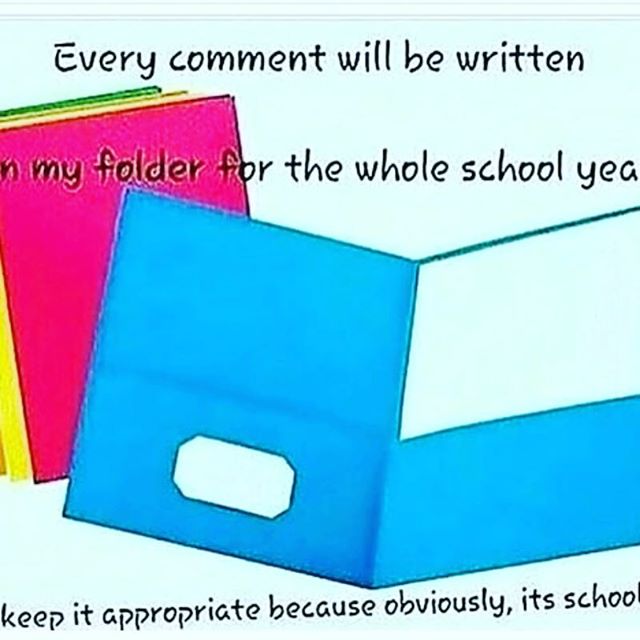 Every comment will be written
n my folder for the whole school yea
keep it appropriate because obviously, its school